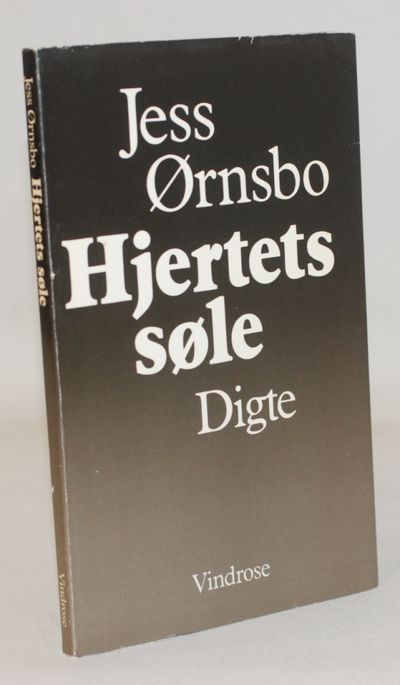 Jess
Ørnsbo
Hjertets
søle
Digte
Vindrose
Jess Ørnsbo Hjertets søle
Vindrose